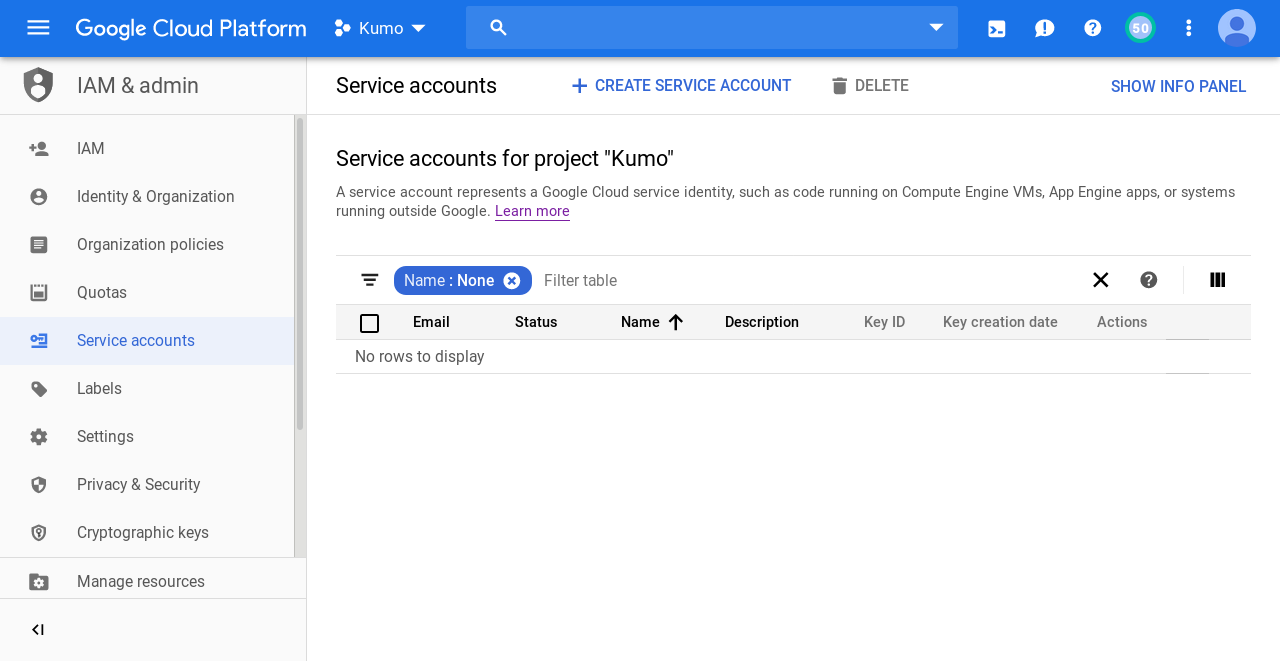 Google Cloud Platform
Kumo
50
IAM & admin
Service accounts
CREATE SERVICE ACCOUNT
DELETE
SHOW INFO PANEL
IAM
Identity & Organization
Organization policies
Quotas
Service accounts
Labels
Settings
Privacy & Security
Cryptographic keys
Manage resources
Service accounts for project "Kumo"
A service account represents a Google Cloud service identity, such as code running on Compute Engine VMs, App Engine apps, or systems
running outside Google. Learn more
Name : None
Filter table
Email Status Name Description Key ID Key creation date Actions
No rows to display